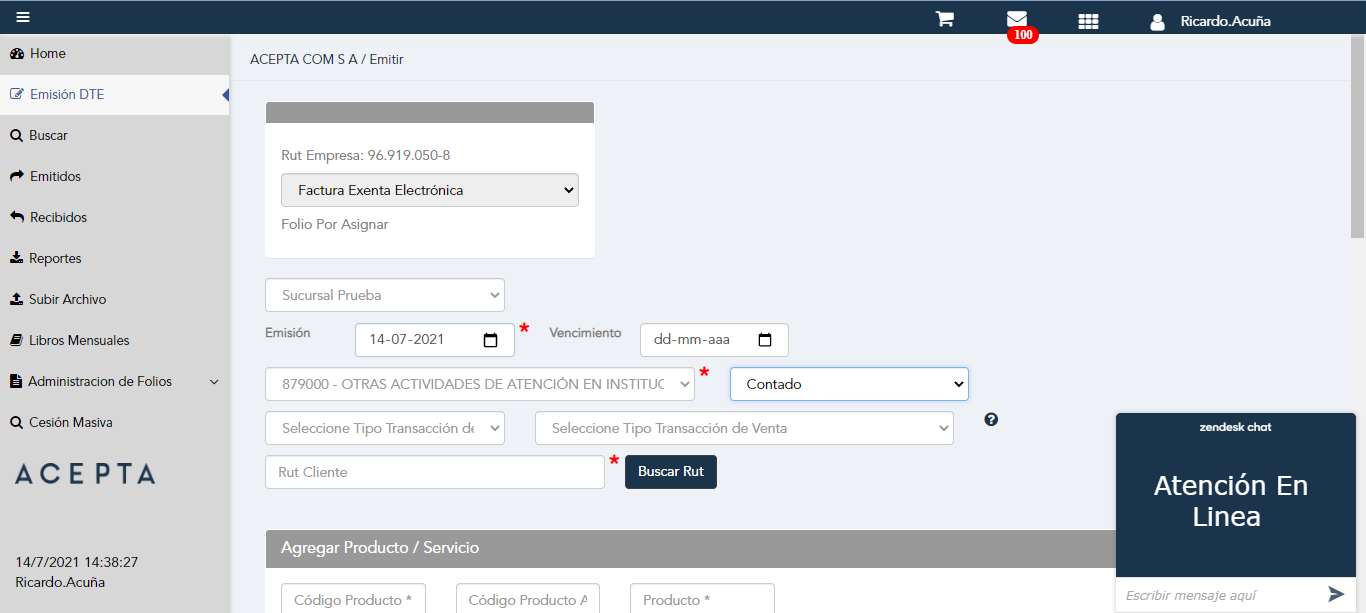 100
Ricardo.Acuña
Home
Emisión DTE
Buscar
Emitidos
Recibidos
Reportes
Subir Archivo
Libros Mensuales
Administracion de Folios
Cesión Masiva
ACEPTA
14/7/2021 14:38:27
Ricardo.Acuña
ACEPTA COM S A / Emitir
Rut Empresa: 96.919.050-8
Factura Exenta Electrónica
Folio Por Asignar
Sucursal Prueba
Emisión 14-07-2021 * Vencimiento dd-mm-aaa
879000 - OTRAS ACTIVIDADES DE ATENCIÓN EN INSTITUC * Contado
Seleccione Tipo Transacción de Seleccione Tipo Transacción de Venta ?
Rut Cliente * Buscar Rut
Agregar Producto / Servicio
Código Producto * Código Producto A Producto *
zendesk chat
Atención En
Linea
Escribir mensaje aquí